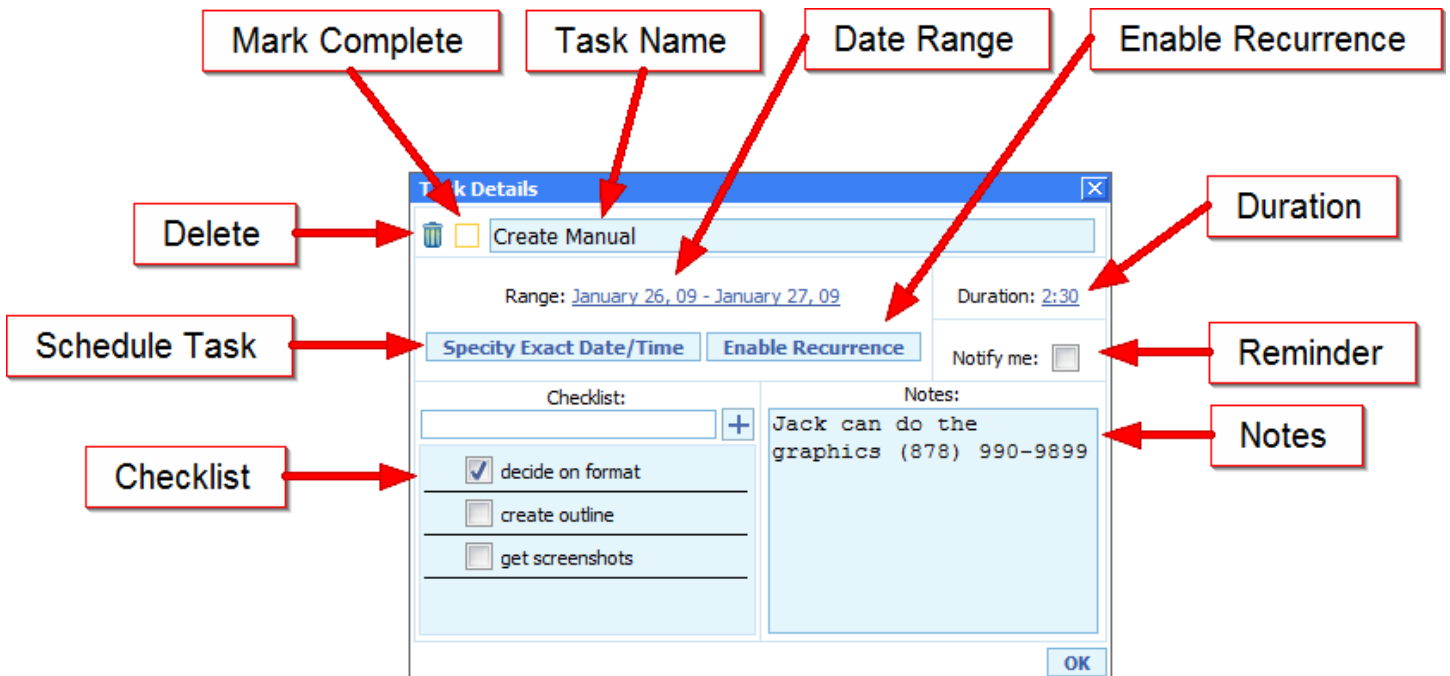 Mark Complete
Task Name
Date Range
Enable Recurrence
Task Details
Delete
Create Manual
Duration
Range: January 26, 09 - January 27, 09
Duration: 2:30
Schedule Task
Specity Exact Date/Time
Enable Recurrence
Notify me:
Reminder
Checklist:
Notes:
Jack can do the
graphics (878) 990-9899
Notes
Checklist
decide on format
create outline
get screenshots
OK